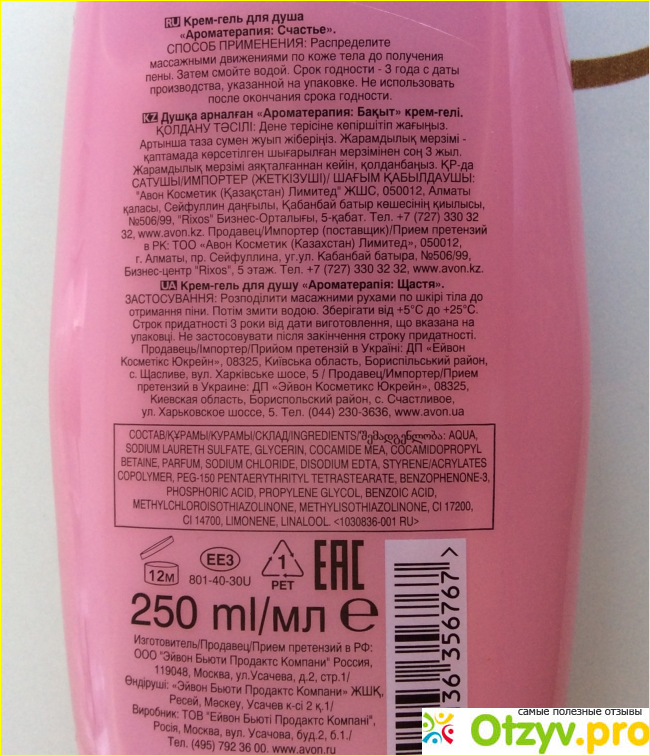 RU Крем-гель для душа
«Ароматерапия: Счастье».
СПОСОБ ПРИМЕНЕНИЯ: Распределите
массажными движениями по коже тела до получения
пены. Затем смойте водой. Срок годности - 3 года с даты
производства, указанной на упаковке. Не использовать
после окончания срока годности.
KZ Душқа арналған «Ароматерапия: Бақыт» крем-гелі.
ҚОЛДАНУ ТӘСІЛІ: Дене терісіне көпіршітіп жағыңыз.
Артынша таза сумен жуып жіберіңіз. Жарамдылық мерзімі -
қаптамада көрсетілген шығарылған мерзімінен соң 3 жыл.
Жарамдылық мерзімі аяқталғаннан кейін, қолданбаңыз. ҚР-да
САТУШЫ/ИМПОРТЕР (ЖЕТКІЗУШІ)/ ШАҒЫМ ҚАБЫЛДАУШЫ:
"Авон Косметик (Қазақстан) Лимитед" ЖШС, 050012, Алматы
қаласы, Сейфуллин даңғылы, Қабанбай батыр көшесінің қиылысы,
№506/99, "Rixos" Бизнес-Орталығы, 5-қабат. Тел. +7 (727) 330 32
32, www.avon.kz. Продавец/Импортер (поставщик)/Прием претензий
в РК: ТОО «Авон Косметик (Казахстан) Лимитед», 050012,
г. Алматы, пр. Сейфуллина, уг.ул. Кабанбай батыра, №506/99,
Бизнес-центр "Rixos", 5 этаж. Тел. +7 (727) 330 32 32, www.avon.kz.
UA Крем-гель для душу «Ароматерапія: Щастя».
ЗАСТОСУВАННЯ: Розподілити масажними рухами по шкірі тіла до
отримання піни. Потім змити водою. Зберігати від +5°С до +25°С.
Строк придатності 3 роки від дати виготовлення, що вказана на
упаковці. Не застосовувати після закінчення строку придатності.
Продавець/Імпортер/Прийом претензій в Україні: ДП «Ейвон
Косметікс Юкрейн», 08325, Київська область, Бориспільський район,
с. Щасливе, вул. Харківське шосе, 5 / Продавец/Импортер/Прием
претензий в Украине: ДП «Эйвон Косметикс Юкрейн», 08325,
Киевская область, Бориспольский район, с. Счастливое,
ул. Харьковское шоссе, 5. Тел. (044) 230-3636, www.avon.ua
СОСТАВ/ҚҰРАМЫ/КУРАМЫ/СКЛАД/INGREDIENTS/შემადგენლობა: AQUA,
SODIUM LAURETH SULFATE, GLYCERIN, COCAMIDE MEA, COCAMIDOPROPYL
BETAINE, PARFUM, SODIUM CHLORIDE, DISODIUM EDTA, STYRENE/ACRYLATES
COPOLYMER, PEG-150 PENTAERYTHRITYL TETRASTEARATE, BENZOPHENONE-3,
PHOSPHORIC ACID, PROPYLENE GLYCOL, BENZOIC ACID,
METHYLCHLOROISOTHIAZOLINONE, METHYLISOTHIAZOLINONE, CI 17200,
CI 14700, LIMONENE, LINALOOL. <1030836-001 RU>
12M
EE3
801-40-30U
1
PET
EAC
250 ml/мл e
36 356767>
Изготовитель/Продавец/Прием претензий в РФ:
ООО "Эйвон Бьюти Продактс Компани" Россия,
119048, Москва, ул.Усачева, д.2, стр.1/
Өндіруші: «Эйвон Бьюти Продактс Компани» ЖШҚ,
Ресей, Мәскеу, Усачев к-сі 2 қ.1/
Виробник: ТОВ "Ейвон Бьюті Продактс Компані",
Росія, Москва, вул.Усачова, буд.2, б.1./
Тел. (495) 792 36 00. www.avon.ru
самые полезные отзывы
Otzyv.pro